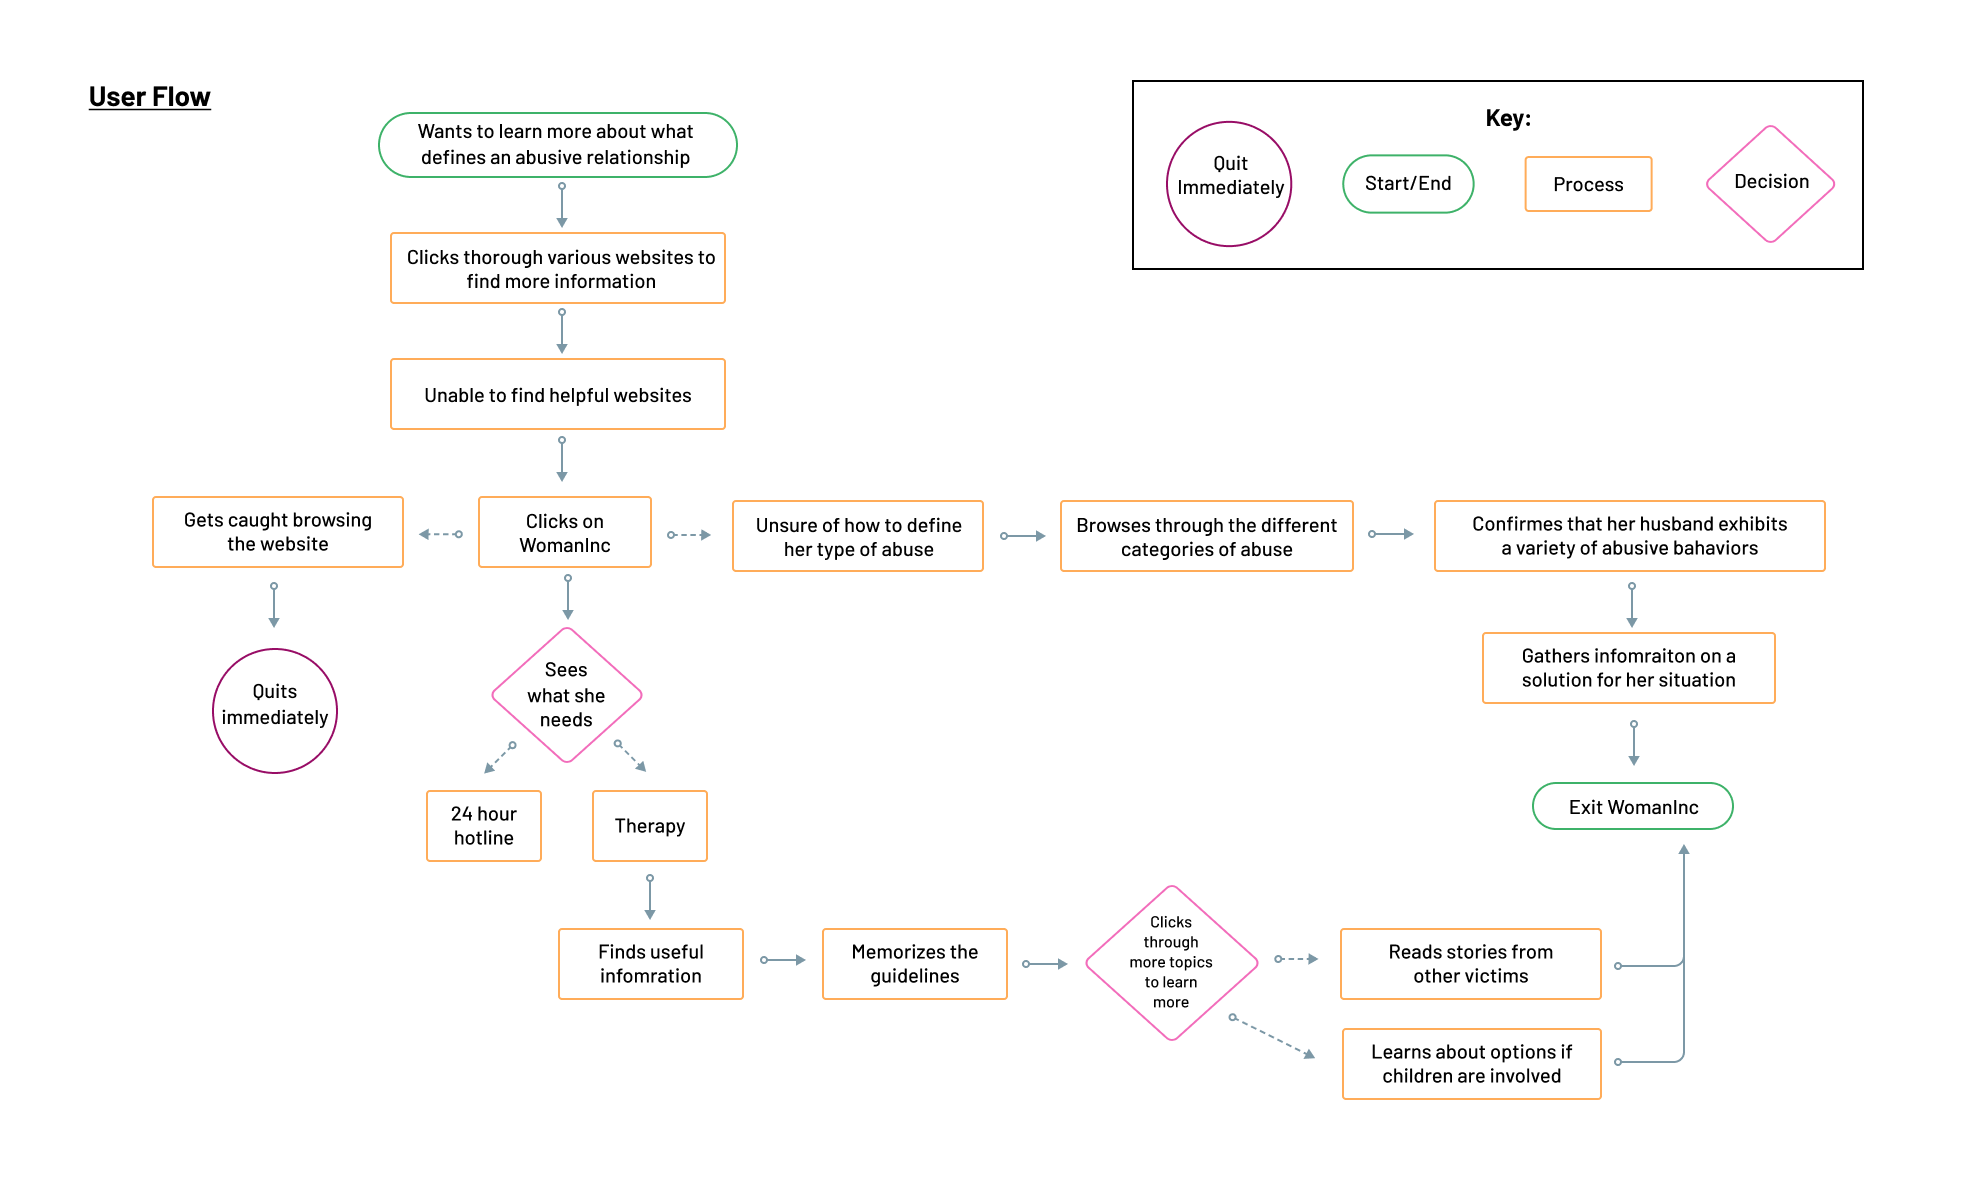 User Flow
Key:
Quit
Immediately
Start/End
Process
Decision
Wants to learn more about what
defines an abusive relationship
Clicks thorough various websites to
find more information
Unable to find helpful websites
Gets caught browsing
the website
Clicks on
WomanInc
Unsure of how to define
her type of abuse
Browses through the different
categories of abuse
Confirmes that her husband exhibits
a variety of abusive bahaviors
Quits
immediately
Sees
what she
needs
Gathers infomraiton on a
solution for her situation
24 hour
hotline
Therapy
Exit WomanInc
Finds useful
infomration
Memorizes the
guidelines
Clicks
through
more topics
to learn
more
Reads stories from
other victims
Learns about options if
children are involved